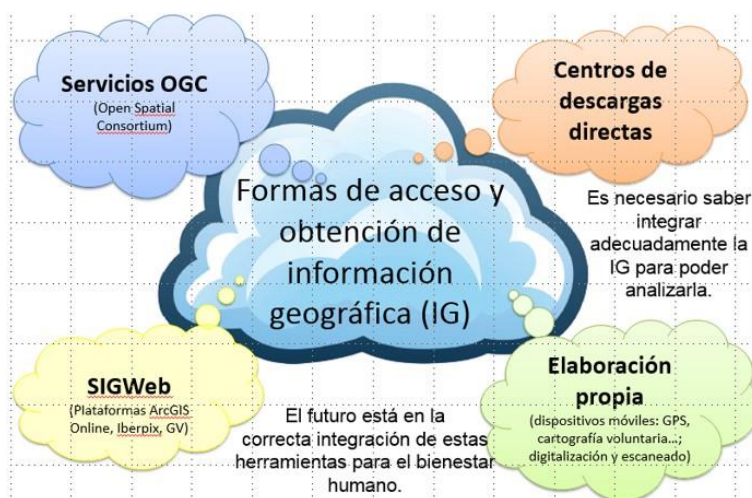 Servicios OGC
(Open Spatial
Consortium)
Centros de
descargas
directas
Formas de acceso y
obtención de
información
geográfica (IG)
Es necesario saber
integrar
adecuadamente la
IG para poder
analizarla.
SIGWeb
(Plataformas ArcGIS
Online, Iberpix, GV)
El futuro está en la
correcta integración de estas
herramientas para el bienestar
humano.
Elaboración
propia
(dispositivos móviles: GPS,
cartografía voluntaria...;
digitalización y escaneado)